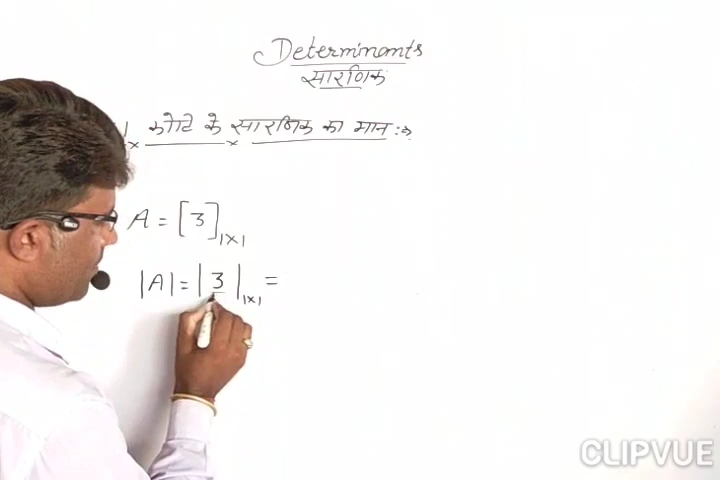 Determinants
सारणिक
1 कोटि के सारणिक का मान :→
A = [3]1×1
|A| = |3|1×1 =
CLIPVUE